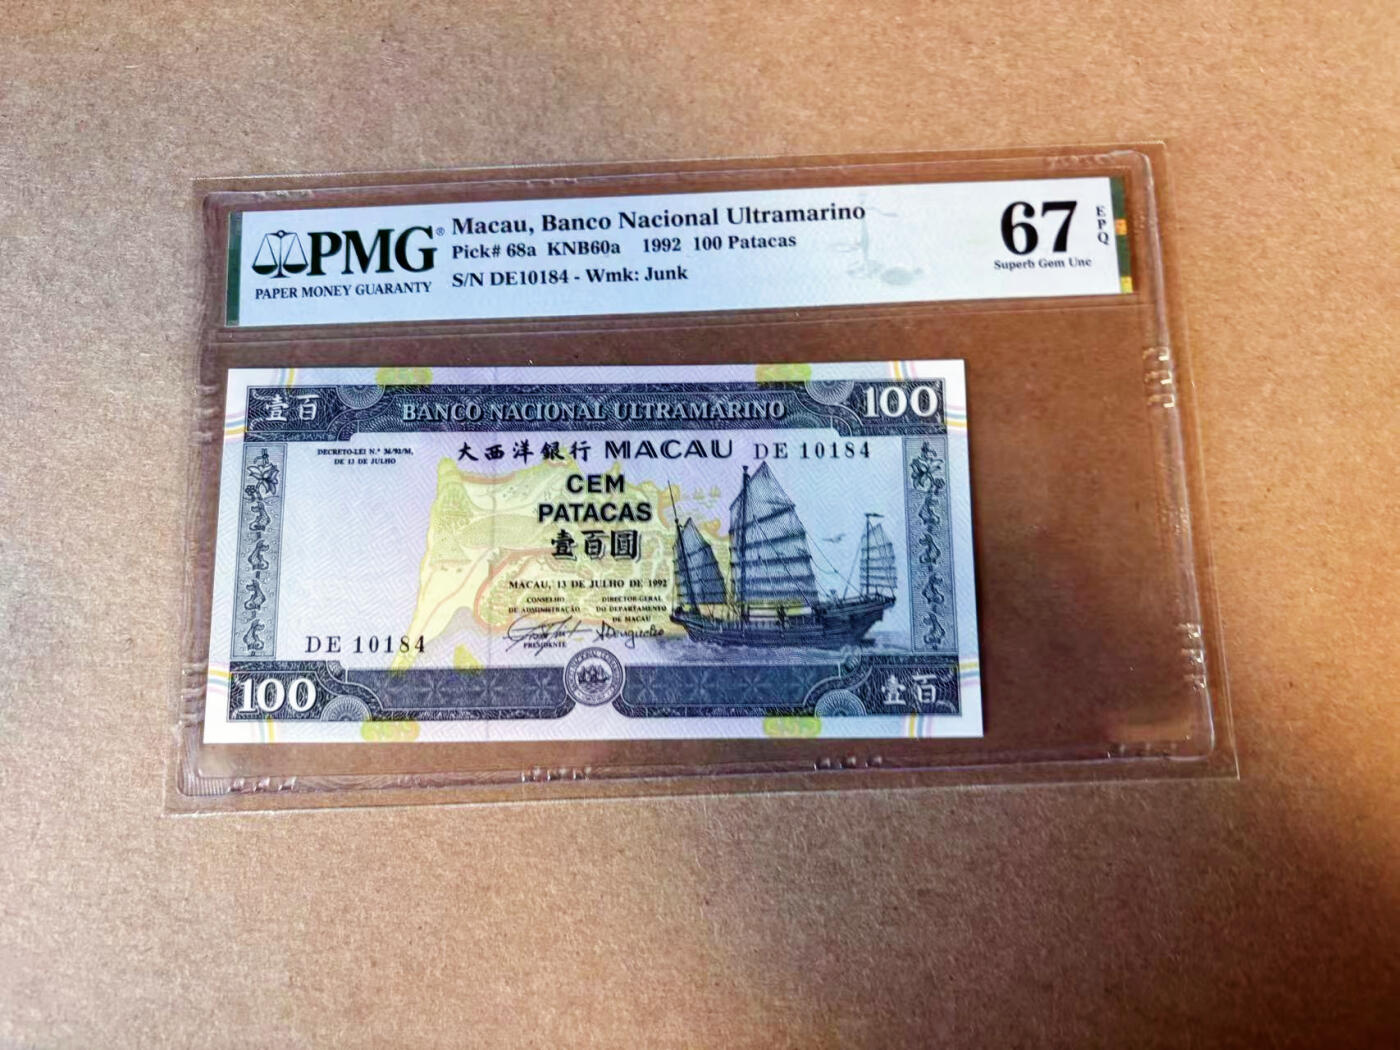 PMG®
PAPER MONEY GUARANTY
Macau, Banco Nacional Ultramarino
Pick# 68a KNB60a 1992 100 Patacas
S/N DE10184 - Wmk: Junk
67
EPQ
Superb Gem Unc
壹百
BANCO NACIONAL ULTRAMARINO
100
DECRETO-LEI N.º 36/92/M,
DE 13 DE JULHO
大西洋銀行 MACAU DE 10184
CEM
PATACAS
壹百圓
MACAU, 13 DE JULHO DE 1992
CONSELHO
DE ADMINISTRAÇÃO
PRESIDENTE
DIRECTOR-GERAL
DO DEPARTAMENTO
DE MACAU
DE 10184
100
壹百